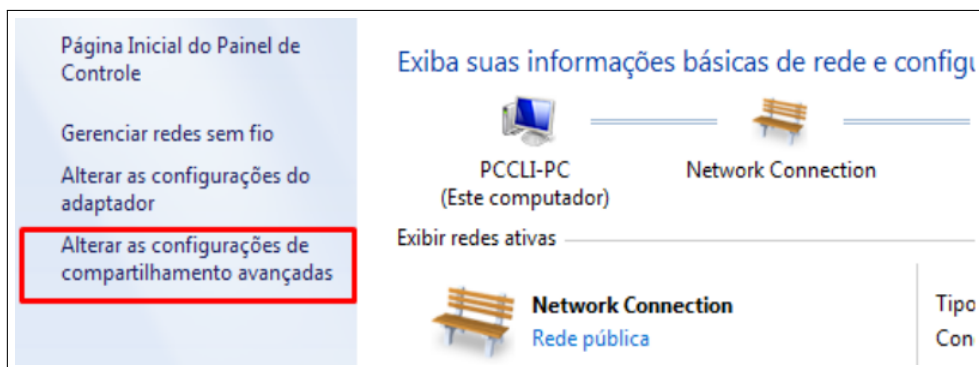 Página Inicial do Painel de
Controle
Gerenciar redes sem fio
Alterar as configurações do
adaptador
Alterar as configurações de
compartilhamento avançadas
Exiba suas informações básicas de rede e configu
PCCLI-PC
(Este computador)
Network Connection
Exibir redes ativas
Network Connection
Rede pública
Tipo
Con